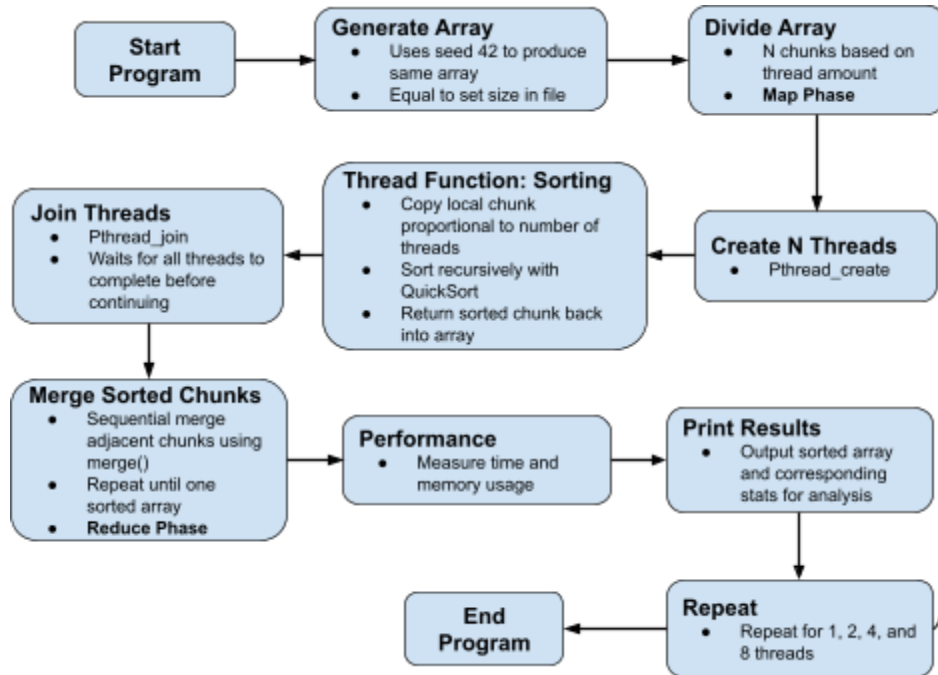 Start
Program
Generate Array
● Uses seed 42 to produce
same array
● Equal to set size in file
Divide Array
● N chunks based on
thread amount
● Map Phase
Create N Threads
● Pthread_create
Thread Function: Sorting
● Copy local chunk
proportional to number of
threads
● Sort recursively with
QuickSort
● Return sorted chunk back
into array
Join Threads
● Pthread_join
● Waits for all threads to
complete before
continuing
Merge Sorted Chunks
● Sequential merge
adjacent chunks using
merge()
● Repeat until one
sorted array
● Reduce Phase
Performance
● Measure time and
memory usage
Print Results
● Output sorted array
and corresponding
stats for analysis
Repeat
● Repeat for 1, 2, 4, and
8 threads
End
Program